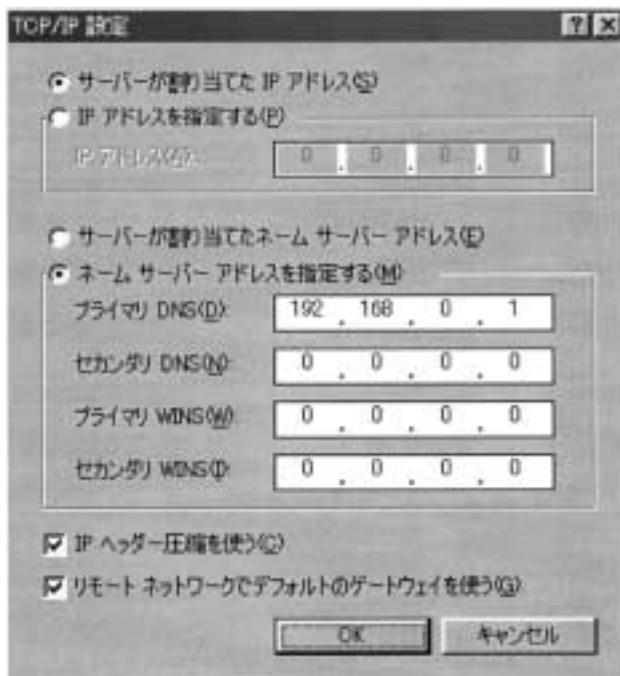 TCP/IP 設定
サーバーが割り当てた IP アドレス(S)
IP アドレスを指定する(P)
IP アドレス(A): 0 . 0 . 0 . 0
サーバーが割り当てたネーム サーバー アドレス(E)
ネーム サーバー アドレスを指定する(M)
プライマリ DNS(D): 192 . 168 . 0 . 1
セカンダリ DNS(N): 0 . 0 . 0 . 0
プライマリ WINS(W): 0 . 0 . 0 . 0
セカンダリ WINS(I): 0 . 0 . 0 . 0
IP ヘッダー圧縮を使う(C)
リモート ネットワークでデフォルトのゲートウェイを使う(G)
OK キャンセル